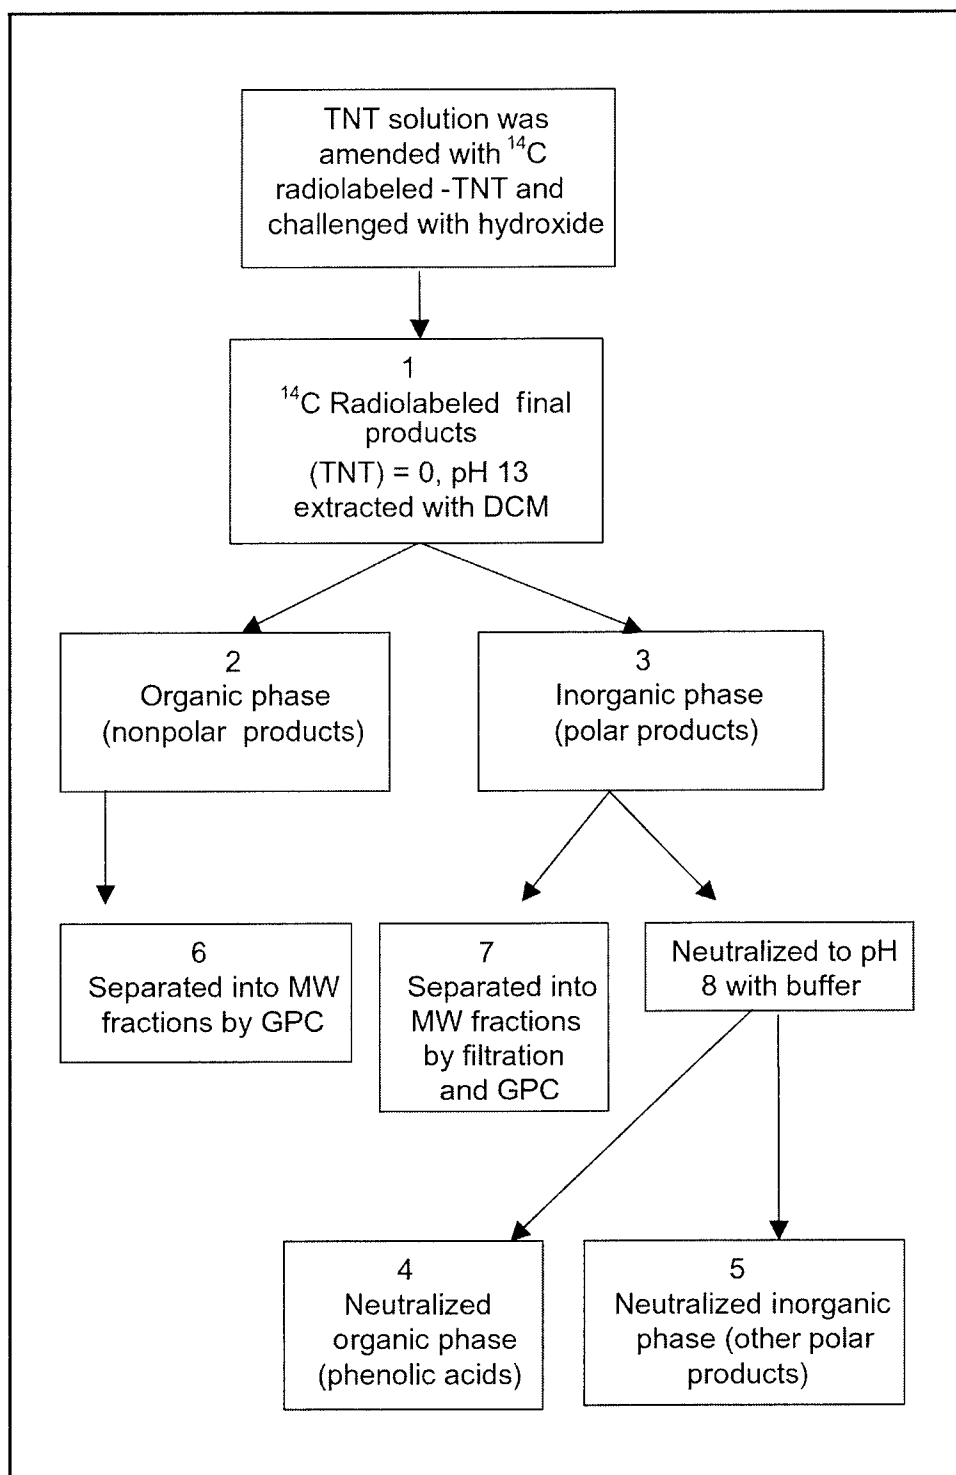 TNT solution was
amended with ¹⁴C
radiolabeled -TNT and
challenged with hydroxide
1
¹⁴C Radiolabeled final
products
(TNT) = 0, pH 13
extracted with DCM
2
Organic phase
(nonpolar products)
3
Inorganic phase
(polar products)
6
Separated into MW
fractions by GPC
7
Separated into
MW fractions
by filtration
and GPC
Neutralized to pH
8 with buffer
4
Neutralized
organic phase
(phenolic acids)
5
Neutralized inorganic
phase (other polar
products)